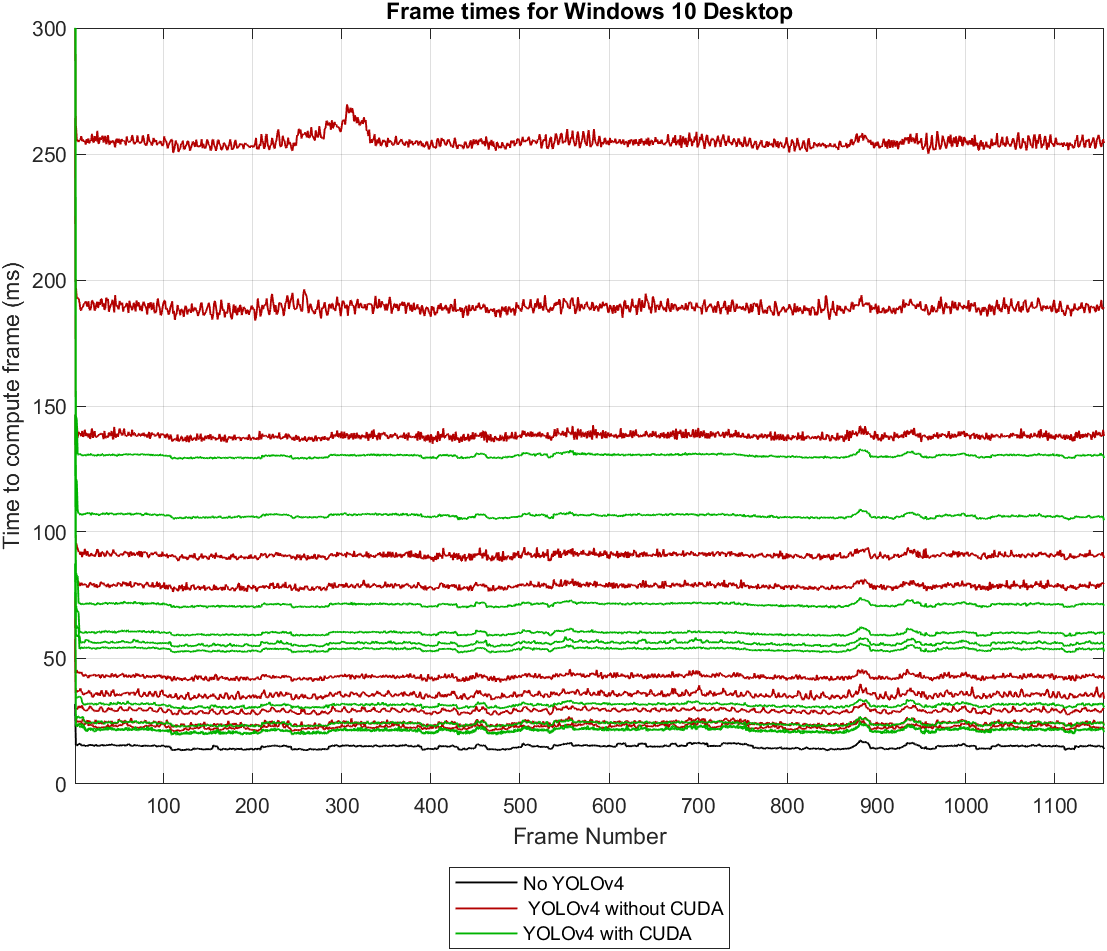 Frame times for Windows 10 Desktop
300
250
200
150
100
50
0
Time to compute frame (ms)
100 200 300 400 500 600 700 800 900 1000 1100
Frame Number
No YOLOv4
YOLOv4 without CUDA
YOLOv4 with CUDA